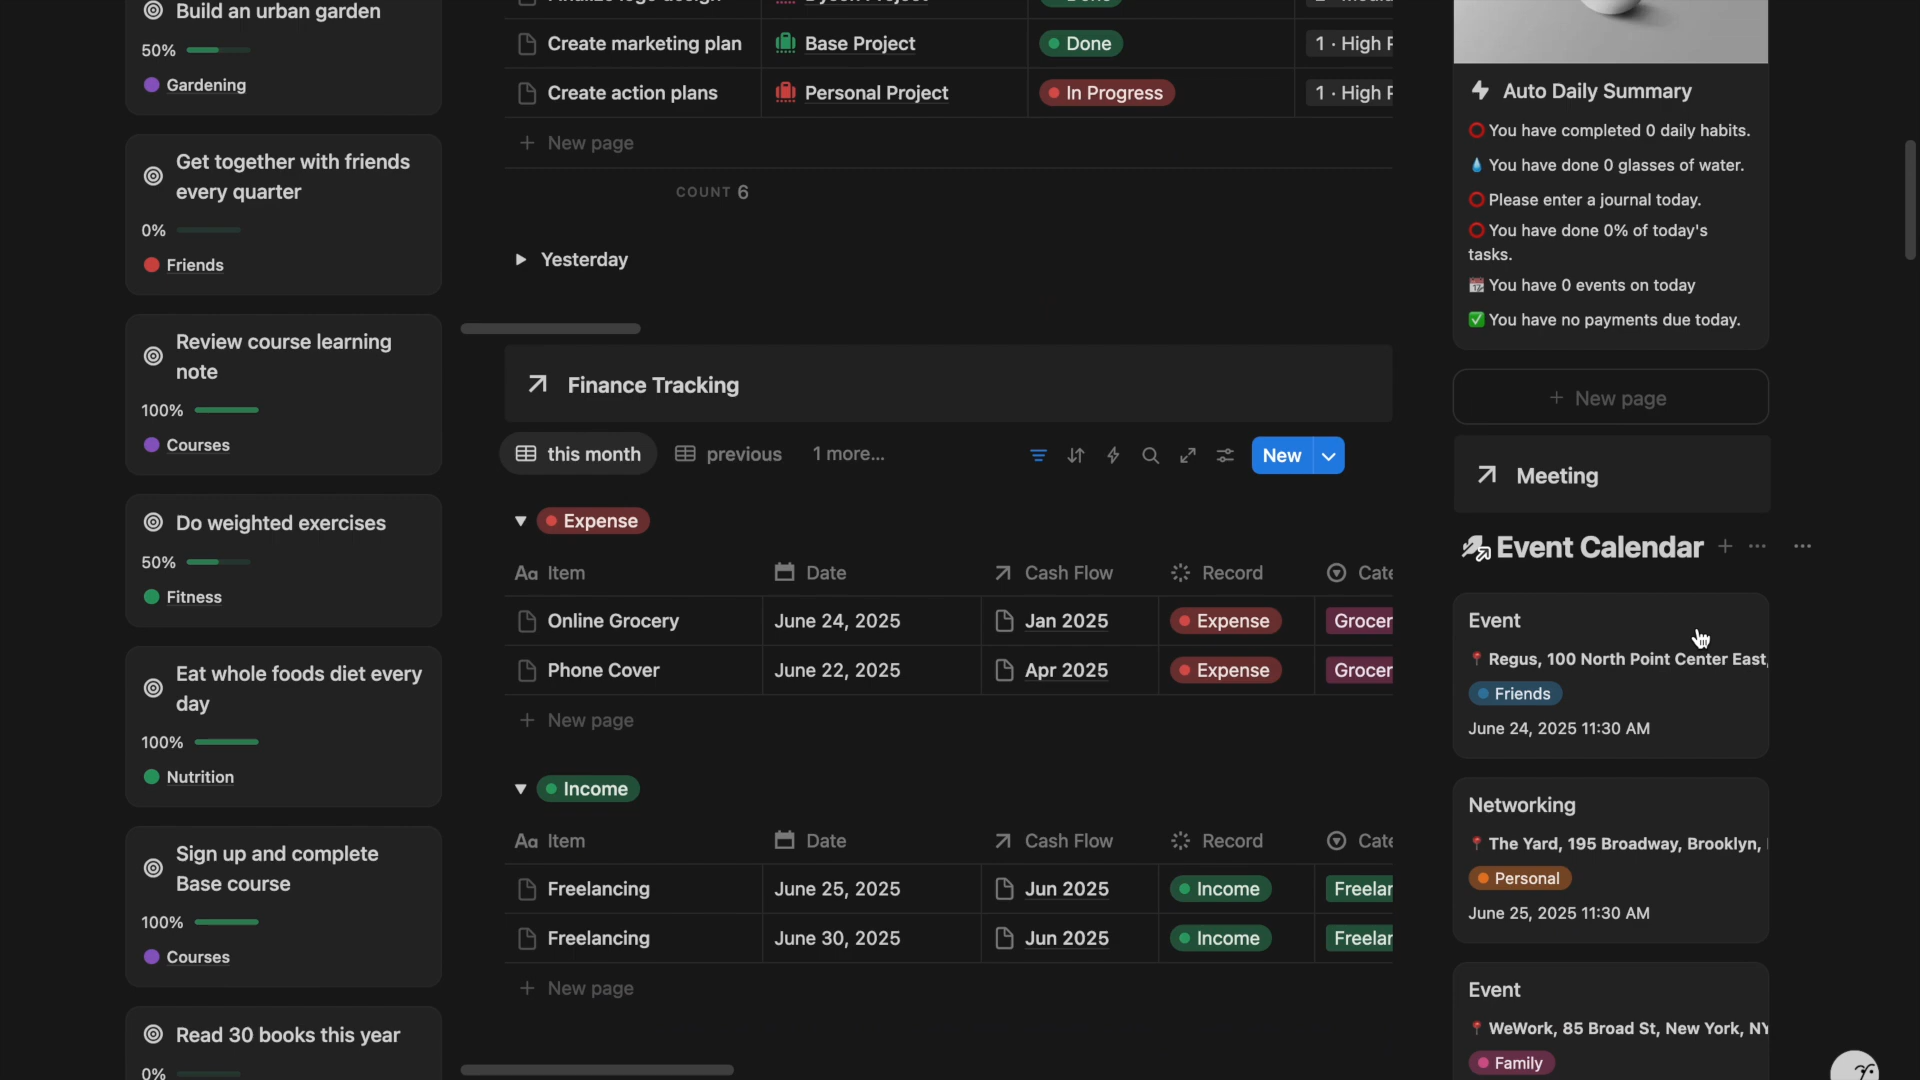 Build an urban garden
50%
Gardening
Get together with friends
every quarter
0%
Friends
Review course learning
note
100%
Courses
Do weighted exercises
50%
Fitness
Eat whole foods diet every
day
100%
Nutrition
Sign up and complete
Base course
100%
Courses
Read 30 books this year
0%
Create marketing plan Base Project Done 1 · High P
Create action plans Personal Project In Progress 1 · High P
New page
COUNT 6
Yesterday
Finance Tracking
this month previous 1 more... New
Expense
Aa Item Date Cash Flow Record Cate
Online Grocery June 24, 2025 Jan 2025 Expense Grocer
Phone Cover June 22, 2025 Apr 2025 Expense Grocer
New page
Income
Aa Item Date Cash Flow Record Cate
Freelancing June 25, 2025 Jun 2025 Income Freelar
Freelancing June 30, 2025 Jun 2025 Income Freelar
New page
Auto Daily Summary
You have completed 0 daily habits.
You have done 0 glasses of water.
Please enter a journal today.
You have done 0% of today's
tasks.
You have 0 events on today
You have no payments due today.
New page
Meeting
Event Calendar
Event
Regus, 100 North Point Center East,
Friends
June 24, 2025 11:30 AM
Networking
The Yard, 195 Broadway, Brooklyn,
Personal
June 25, 2025 11:30 AM
Event
WeWork, 85 Broad St, New York, NY
Family